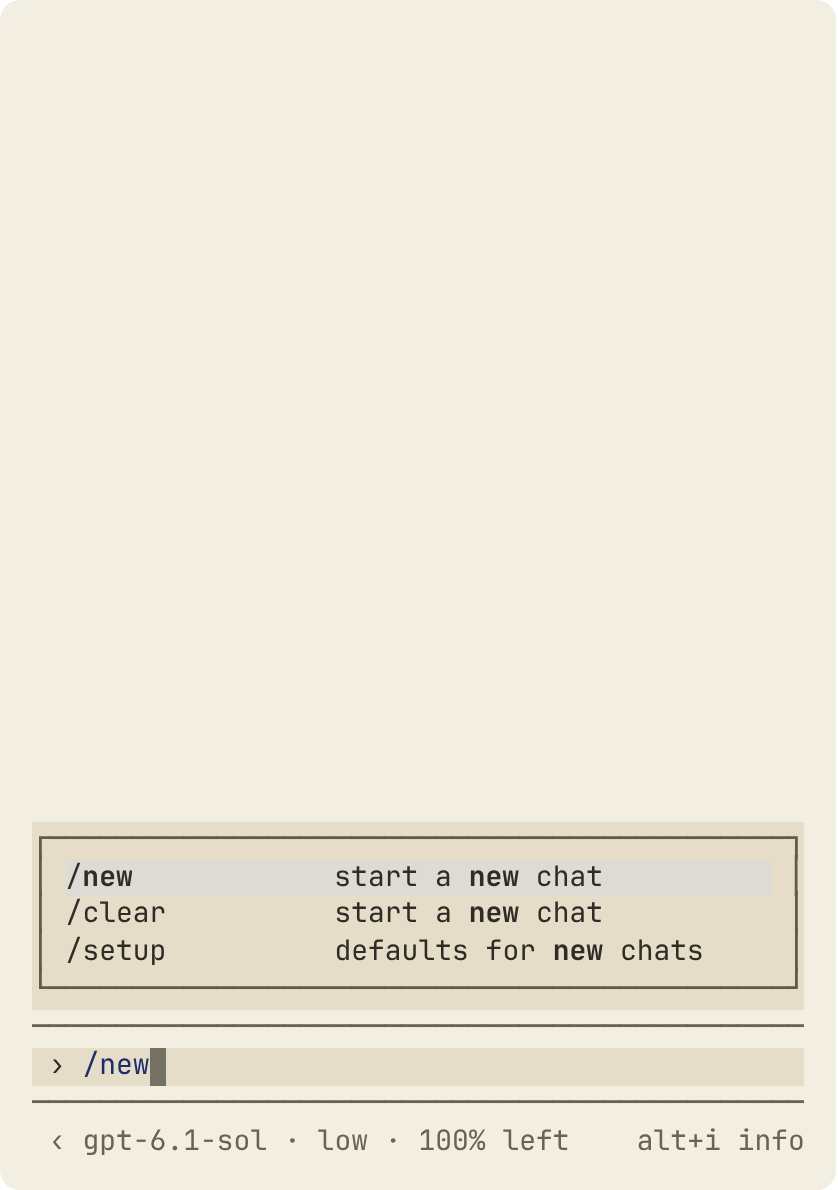 /new start a new chat
/clear start a new chat
/setup defaults for new chats
› /new
‹ gpt-6.1-sol · low · 100% left alt+i info